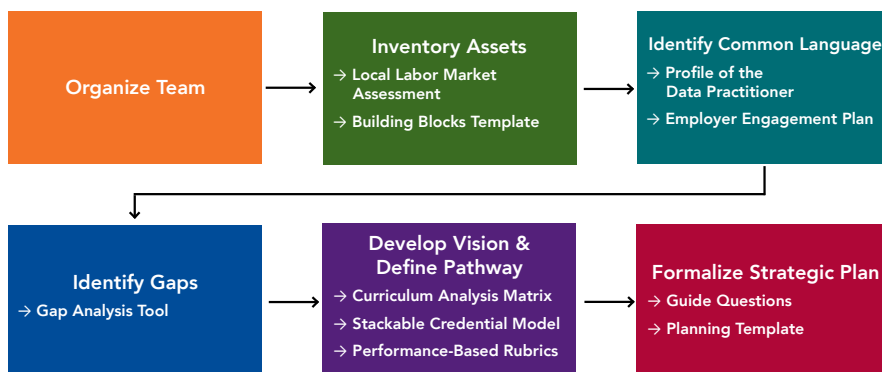 Organize Team
Inventory Assets
→ Local Labor Market
Assessment
→ Building Blocks Template
Identify Common Language
→ Profile of the
Data Practitioner
→ Employer Engagement Plan
Identify Gaps
→ Gap Analysis Tool
Develop Vision &
Define Pathway
→ Curriculum Analysis Matrix
→ Stackable Credential Model
→ Performance-Based Rubrics
Formalize Strategic Plan
→ Guide Questions
→ Planning Template